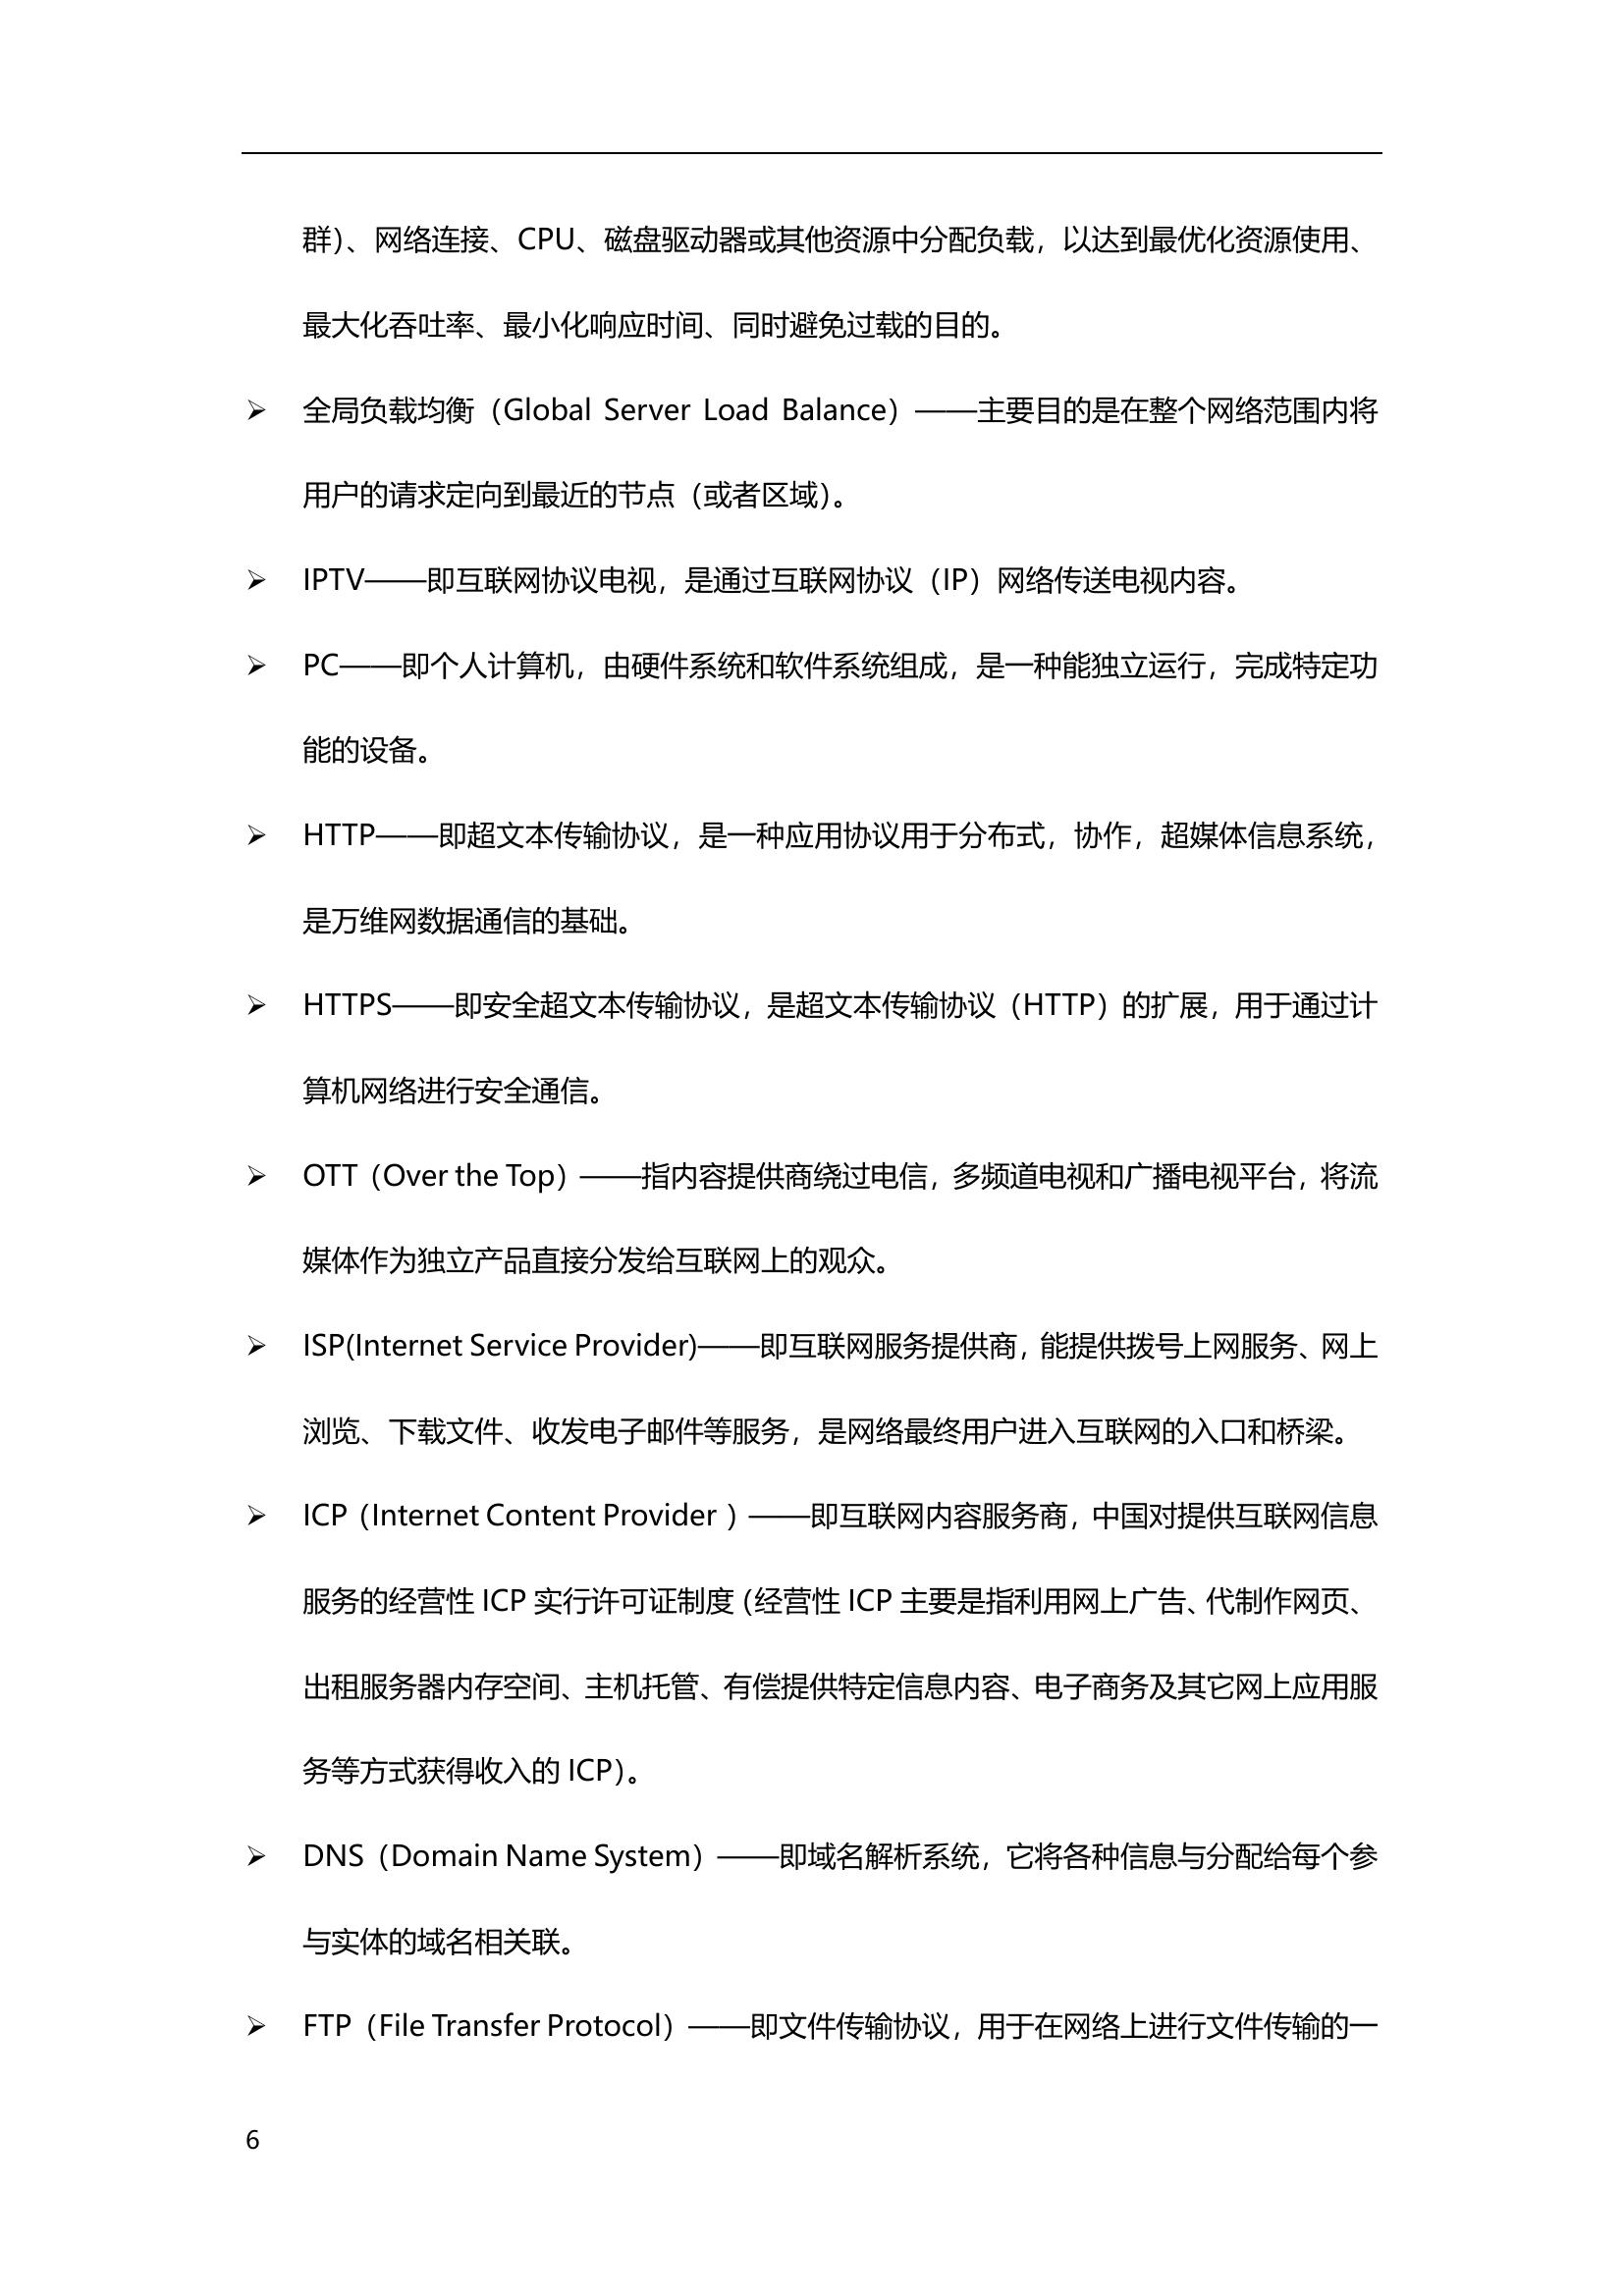 群）、网络连接、CPU、磁盘驱动器或其他资源中分配负载，以达到最优化资源使用、
最大化吞吐率、最小化响应时间、同时避免过载的目的。
➢ 全局负载均衡（Global Server Load Balance）——主要目的是在整个网络范围内将
用户的请求定向到最近的节点（或者区域）。
➢ IPTV——即互联网协议电视，是通过互联网协议（IP）网络传送电视内容。
➢ PC——即个人计算机，由硬件系统和软件系统组成，是一种能独立运行，完成特定功
能的设备。
➢ HTTP——即超文本传输协议，是一种应用协议用于分布式，协作，超媒体信息系统，
是万维网数据通信的基础。
➢ HTTPS——即安全超文本传输协议，是超文本传输协议（HTTP）的扩展，用于通过计
算机网络进行安全通信。
➢ OTT（Over the Top）——指内容提供商绕过电信，多频道电视和广播电视平台，将流
媒体作为独立产品直接分发给互联网上的观众。
➢ ISP(Internet Service Provider)——即互联网服务提供商，能提供拨号上网服务、网上
浏览、下载文件、收发电子邮件等服务，是网络最终用户进入互联网的入口和桥梁。
➢ ICP（Internet Content Provider ）——即互联网内容服务商，中国对提供互联网信息
服务的经营性 ICP 实行许可证制度（经营性 ICP 主要是指利用网上广告、代制作网页、
出租服务器内存空间、主机托管、有偿提供特定信息内容、电子商务及其它网上应用服
务等方式获得收入的 ICP）。
➢ DNS（Domain Name System）——即域名解析系统，它将各种信息与分配给每个参
与实体的域名相关联。
➢ FTP（File Transfer Protocol）——即文件传输协议，用于在网络上进行文件传输的一
6